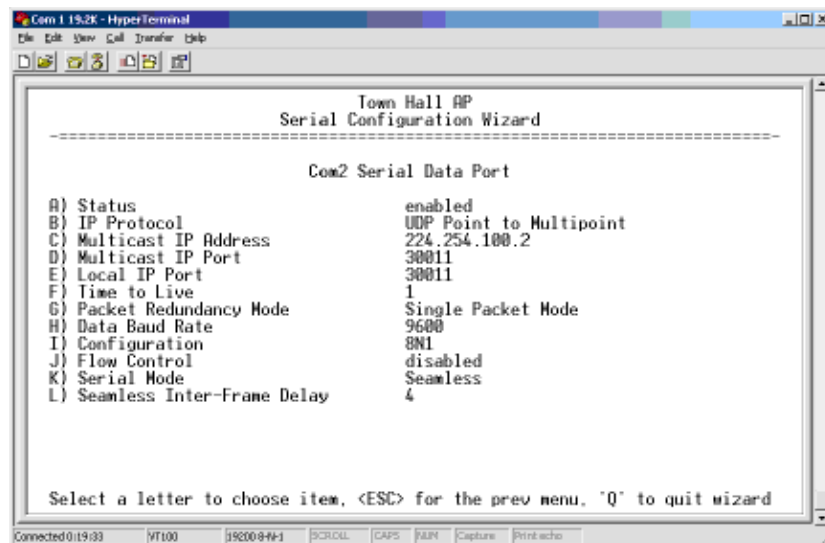 Com 1 19.2K - HyperTerminal
File Edit View Call Transfer Help
Town Hall AP
Serial Configuration Wizard
-==========================================================================-
Com2 Serial Data Port
A) Status enabled
B) IP Protocol UDP Point to Multipoint
C) Multicast IP Address 224.254.100.2
D) Multicast IP Port 30011
E) Local IP Port 30011
F) Time to Live 1
G) Packet Redundancy Mode Single Packet Mode
H) Data Baud Rate 9600
I) Configuration 8N1
J) Flow Control disabled
K) Serial Mode Seamless
L) Seamless Inter-Frame Delay 4
Select a letter to choose item, <ESC> for the prev menu, 'Q' to quit wizard
Connected 0:19:33 VT100 19200 8-N-1 SCROLL CAPS NUM Capture Print echo